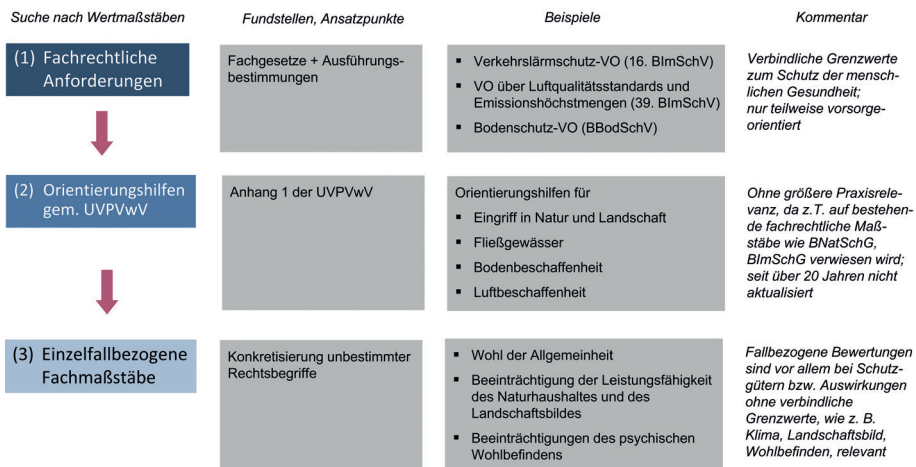 Suche nach Wertmaßstäben
Fundstellen, Ansatzpunkte
Beispiele
Kommentar
(1) Fachrechtliche
Anforderungen
Fachgesetze + Ausführungs-
bestimmungen
▪ Verkehrslärmschutz-VO (16. BImSchV)
▪ VO über Luftqualitätsstandards und
Emissionshöchstmengen (39. BImSchV)
▪ Bodenschutz-VO (BBodSchV)
Verbindliche Grenzwerte
zum Schutz der mensch-
lichen Gesundheit;
nur teilweise vorsorge-
orientiert
(2) Orientierungshilfen
gem. UVPVwV
Anhang 1 der UVPVwV
Orientierungshilfen für
▪ Eingriff in Natur und Landschaft
▪ Fließgewässer
▪ Bodenbeschaffenheit
▪ Luftbeschaffenheit
Ohne größere Praxisrele-
vanz, da z.T. auf bestehen-
de fachrechtliche Maß-
stäbe wie BNatSchG,
BImSchG verwiesen wird;
seit über 20 Jahren nicht
aktualisiert
(3) Einzelfallbezogene
Fachmaßstäbe
Konkretisierung unbestimmter
Rechtsbegriffe
▪ Wohl der Allgemeinheit
▪ Beeinträchtigung der Leistungsfähigkeit
des Naturhaushaltes und des
Landschaftsbildes
▪ Beeinträchtigungen des psychischen
Wohlbefindens
Fallbezogene Bewertungen
sind vor allem bei Schutz-
gütern bzw. Auswirkungen
ohne verbindliche
Grenzwerte, wie z. B.
Klima, Landschaftsbild,
Wohlbefinden, relevant